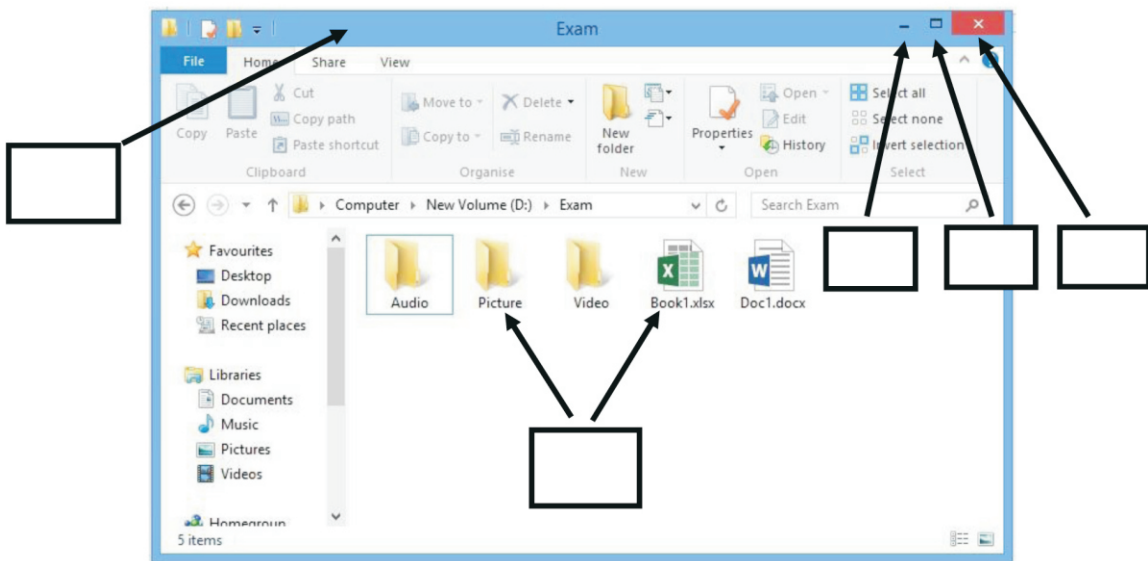 Exam
File Home Share View
Copy
Paste
Cut
Copy path
Paste shortcut
Clipboard
Move to
Copy to
Delete
Rename
Organise
New folder
New
Properties
Open
Edit
History
Open
Select all
Select none
Invert selection
Select
Computer New Volume (D:) Exam
Search Exam
Favourites
Desktop
Downloads
Recent places
Libraries
Documents
Music
Pictures
Videos
Homegroup
Audio
Picture
Video
Book1.xlsx
Doc1.docx
5 items